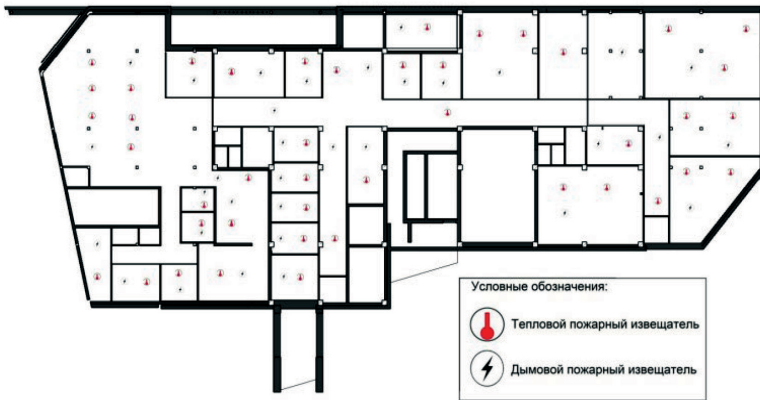 Условные обозначения:
Тепловой пожарный извещатель
Дымовой пожарный извещатель